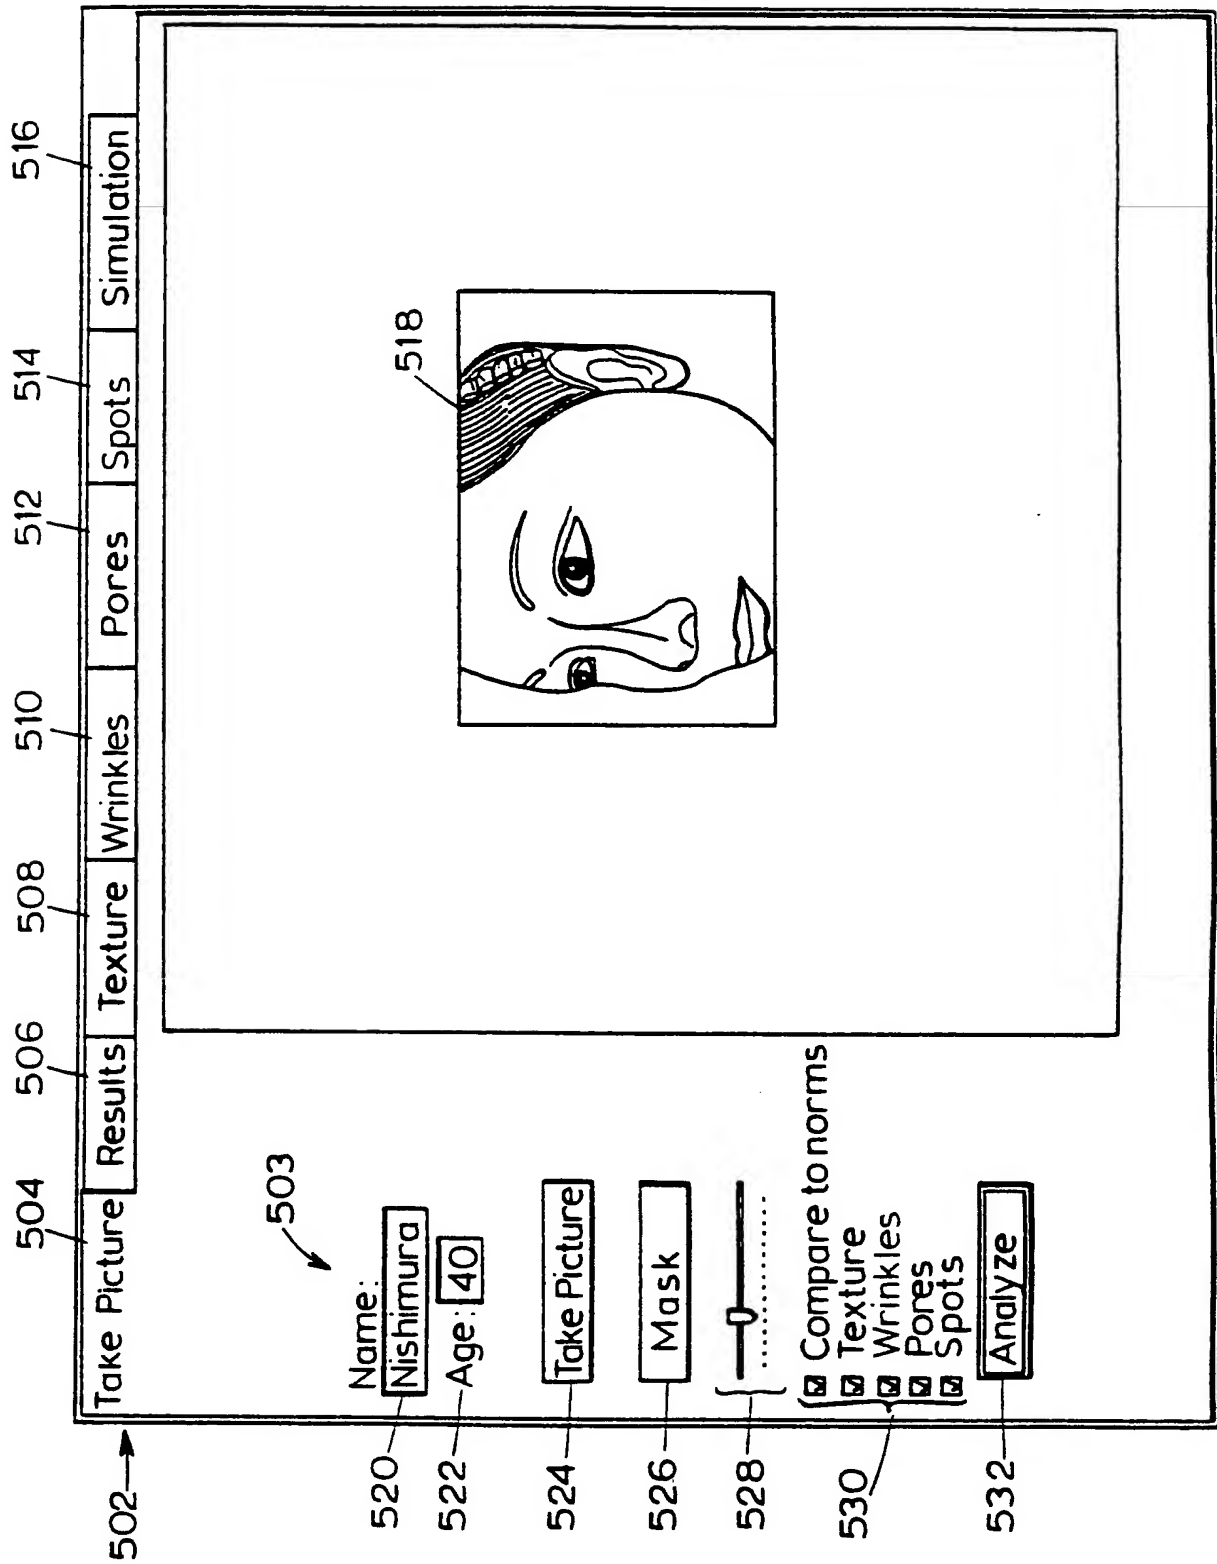 504 506 508 510 512 514 516
Take Picture Results Texture Wrinkles Pores Spots Simulation
502
503
518
Name:
520 Nishimura
522 Age: 40
524 Take Picture
526 Mask
528
Compare to norms
Texture
530 Wrinkles
Pores
Spots
532 Analyze